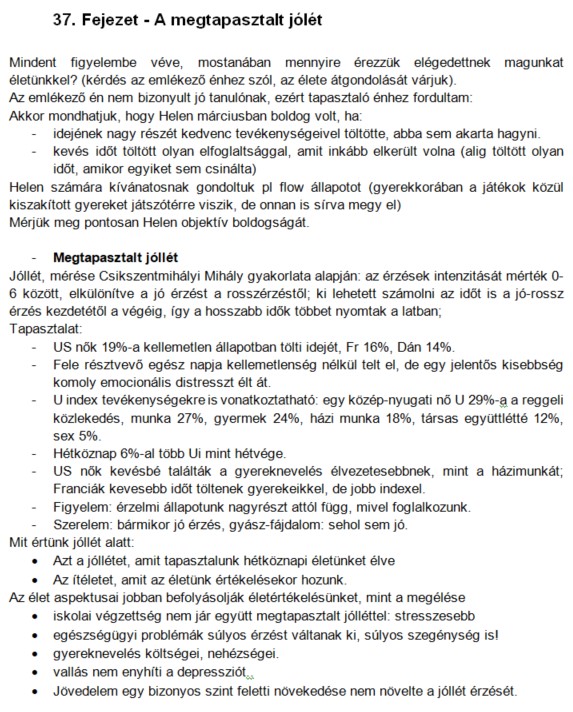 37. Fejezet - A megtapasztalt jólét
Mindent figyelembe véve, mostanában mennyire érezzük elégedettnek magunkat
életünkkel? (kérdés az emlékező énhez szól, az élete átgondolását várjuk).
Az emlékező én nem bizonyult jó tanulónak, ezért tapasztaló énhez fordultam:
Akkor mondhatjuk, hogy Helen márciusban boldog volt, ha:
- idejének nagy részét kedvenc tevékenységeivel töltötte, abba sem akarta hagyni.
- kevés időt töltött olyan elfoglaltsággal, amit inkább elkerült volna (alig töltött olyan
időt, amikor egyiket sem csinálta)
Helen számára kívánatosnak gondoltuk pl flow állapotot (gyerekkorában a játékok közül
kiszakított gyereket játszótérre viszik, de onnan is sírva megy el)
Mérjük meg pontosan Helen objektív boldogságát.
- Megtapasztalt jóllét
Jóllét, mérése Csikszentmihályi Mihály gyakorlata alapján: az érzések intenzitását mérték 0-
6 között, elkülönítve a jó érzést a rosszérzéstől; ki lehetett számolni az időt is a jó-rossz
érzés kezdetétől a végéig, így a hosszabb idők többet nyomtak a latban;
Tapasztalat:
- US nők 19%-a kellemetlen állapotban tölti idejét, Fr 16%, Dán 14%.
- Fele résztvevő egész napja kellemetlenség nélkül telt el, de egy jelentős kisebbség
komoly emocionális distresszt élt át.
- U index tevékenységekre is vonatkoztatható: egy közép-nyugati nő U 29%-a a reggeli
közlekedés, munka 27%, gyermek 24%, házi munka 18%, társas együttlétté 12%,
sex 5%.
- Hétköznap 6%-al több Ui mint hétvége.
- US nők kevésbé találták a gyereknevelés élvezetesebbnek, mint a házimunkát;
Franciák kevesebb időt töltenek gyerekeikkel, de jobb indexel.
- Figyelem: érzelmi állapotunk nagyrészt attól függ, mivel foglalkozunk.
- Szerelem: bármikor jó érzés, gyász-fájdalom: sehol sem jó.
Mit értünk jóllét alatt:
• Azt a jóllétet, amit tapasztalunk hétköznapi életünket élve
• Az ítéletet, amit az életünk értékelésekor hozunk.
Az élet aspektusai jobban befolyásolják életértékelésünket, mint a megélése
• iskolai végzettség nem jár együtt megtapasztalt jólléttel: stresszesebb
• egészségügyi problémák súlyos érzést váltanak ki, súlyos szegénység is!
• gyereknevelés költségei, nehézségei.
• vallás nem enyhíti a depressziót..
• Jövedelem egy bizonyos szint feletti növekedése nem növelte a jóllét érzését.